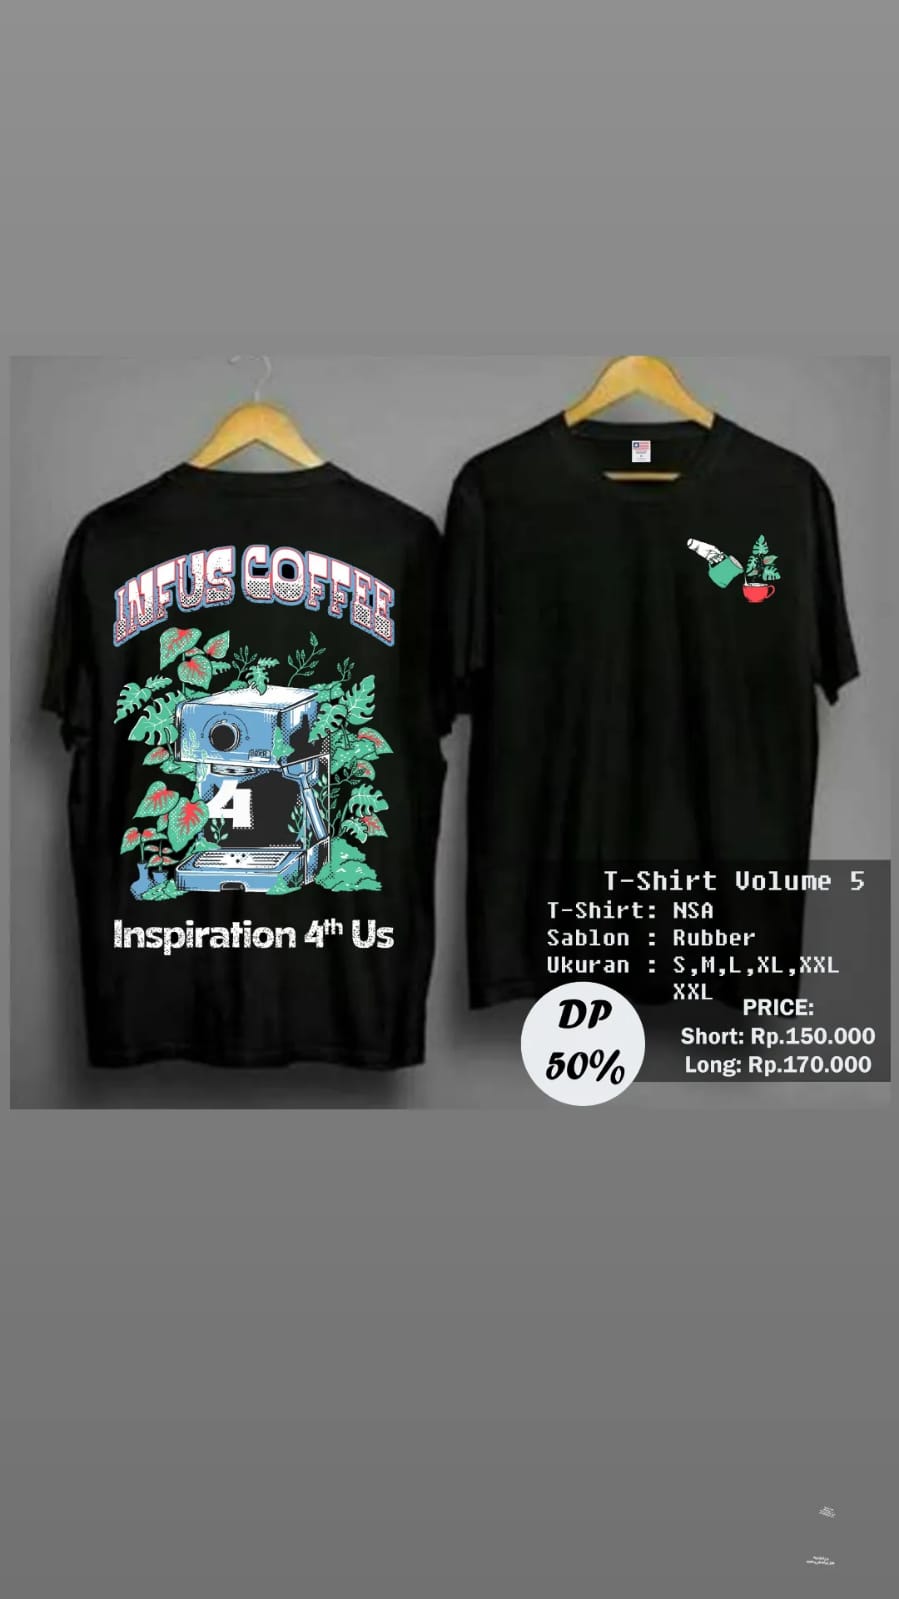 INFUS COFFEE
4
Inspiration 4th Us
T-Shirt Volume 5
T-Shirt: NSA
Sablon : Rubber
Ukuran : S,M,L,XL,XXL
XXL
PRICE:
Short: Rp.150.000
Long: Rp.170.000
DP
50%